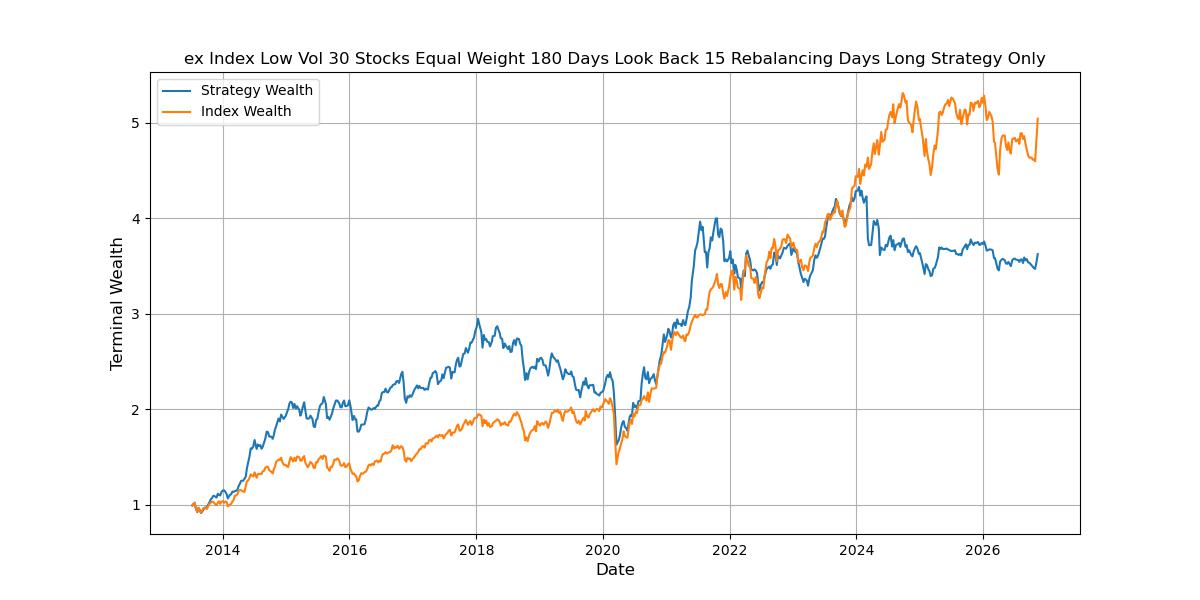 ex Index Low Vol 30 Stocks Equal Weight 180 Days Look Back 15 Rebalancing Days Long Strategy Only
Strategy Wealth
Index Wealth
5
4
3
2
1
Terminal Wealth
2014 2016 2018 2020 2022 2024 2026
Date